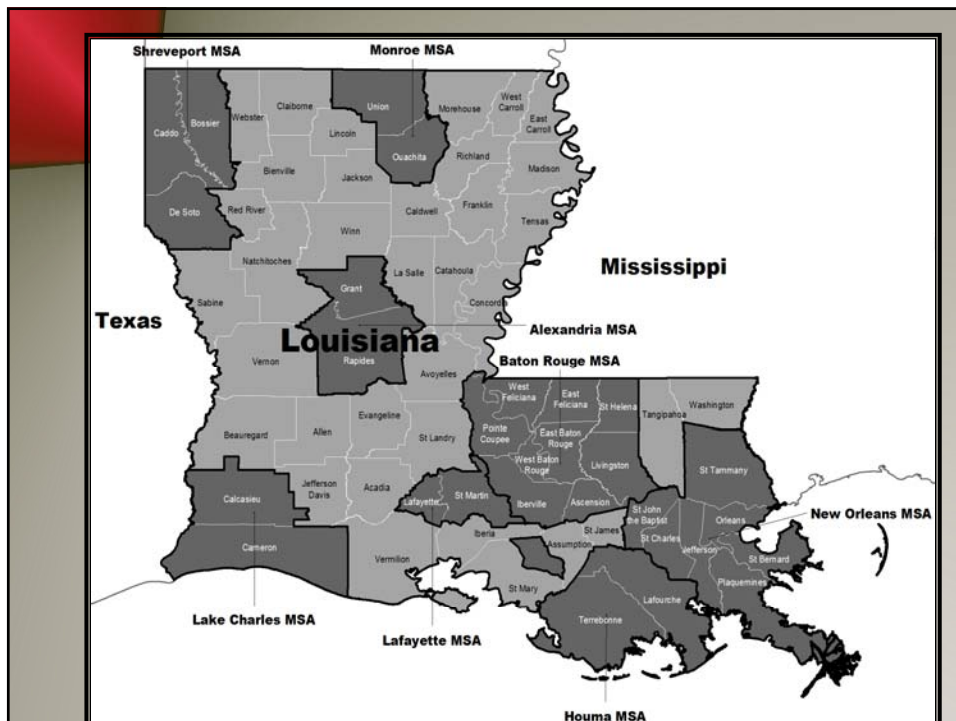 Shreveport MSA
Monroe MSA
Caddo
Bossier
Webster
Claiborne
Union
Lincoln
Ouachita
Morehouse
West
Carroll
East
Carroll
Richland
Madison
Bienville
Jackson
De Soto
Red River
Caldwell
Franklin
Tensas
Winn
Natchitoches
La Salle
Catahoula
Concordia
Sabine
Grant
Mississippi
Texas
Louisiana
Alexandria MSA
Vernon
Rapides
Baton Rouge MSA
Avoyelles
West
Feliciana
East
Feliciana
St Helena
Tangipahoa
Washington
Beauregard
Allen
Evangeline
St Landry
Pointe
Coupee
East Baton
Rouge
West Baton
Rouge
Livingston
St Tammany
Calcasieu
Jefferson
Davis
Acadia
Lafayette
St Martin
Iberville
Ascension
St John
the Baptist
Orleans
New Orleans MSA
Cameron
Vermilion
Iberia
Assumption
St James
St Charles
Jefferson
St Bernard
Plaquemines
St Mary
Lafourche
Terrebonne
Lake Charles MSA
Lafayette MSA
Houma MSA